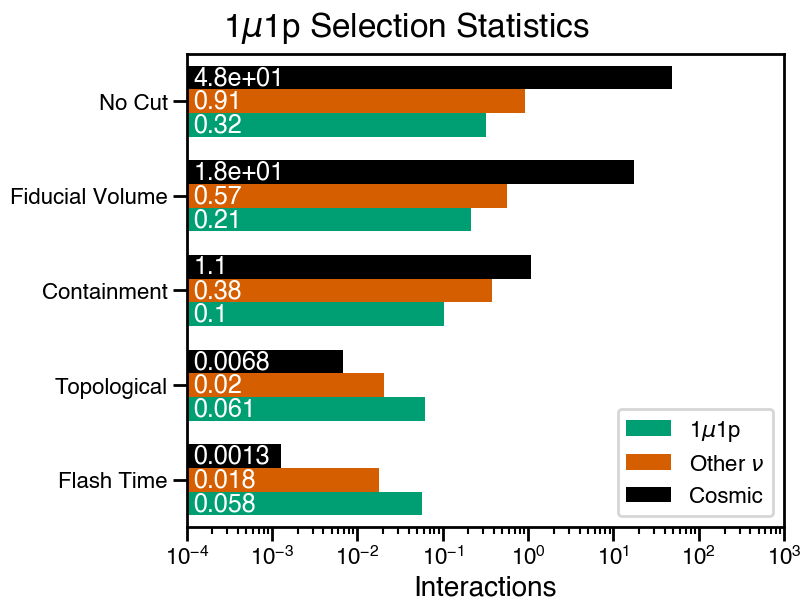 1μ1p Selection Statistics
No Cut
4.8e+01
0.91
0.32
Fiducial Volume
1.8e+01
0.57
0.21
Containment
1.1
0.38
0.1
Topological
0.0068
0.02
0.061
Flash Time
0.0013
0.018
0.058
1μ1p
Other ν
Cosmic
10⁻⁴ 10⁻³ 10⁻² 10⁻¹ 10⁰ 10¹ 10² 10³
Interactions